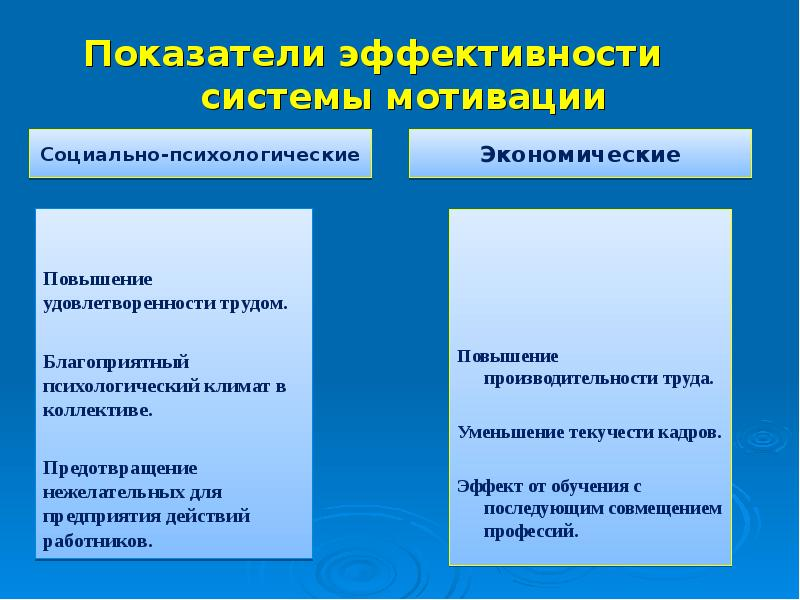 Показатели эффективности
системы мотивации
Социально-психологические
Экономические
Повышение
удовлетворенности трудом.
Благоприятный
психологический климат в
коллективе.
Предотвращение
нежелательных для
предприятия действий
работников.
Повышение
производительности труда.
Уменьшение текучести кадров.
Эффект от обучения с
последующим совмещением
профессий.